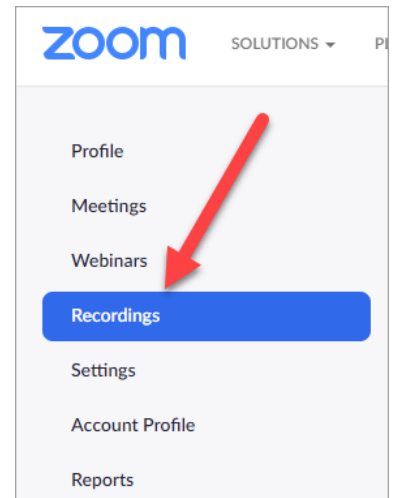 zoom SOLUTIONS
Profile
Meetings
Webinars
Recordings
Settings
Account Profile
Reports